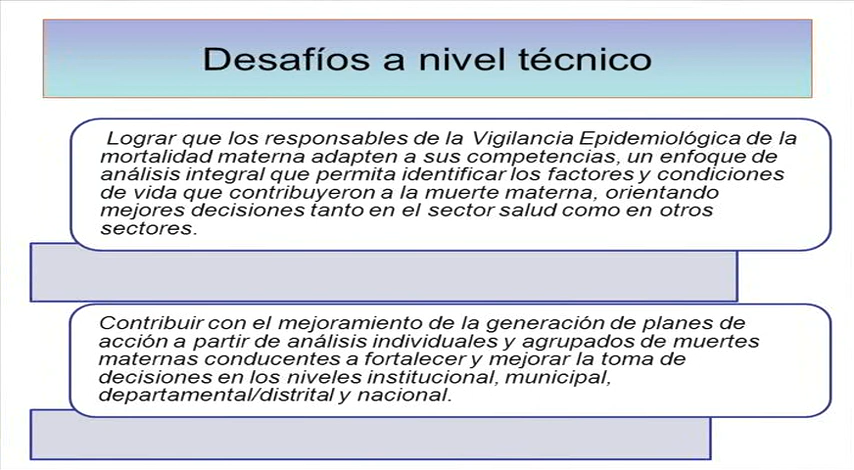 Desafíos a nivel técnico
Lograr que los responsables de la Vigilancia Epidemiológica de la
mortalidad materna adapten a sus competencias, un enfoque de
análisis integral que permita identificar los factores y condiciones
de vida que contribuyeron a la muerte materna, orientando
mejores decisiones tanto en el sector salud como en otros
sectores.
Contribuir con el mejoramiento de la generación de planes de
acción a partir de análisis individuales y agrupados de muertes
maternas conducentes a fortalecer y mejorar la toma de
decisiones en los niveles institucional, municipal,
departamental/distrital y nacional.